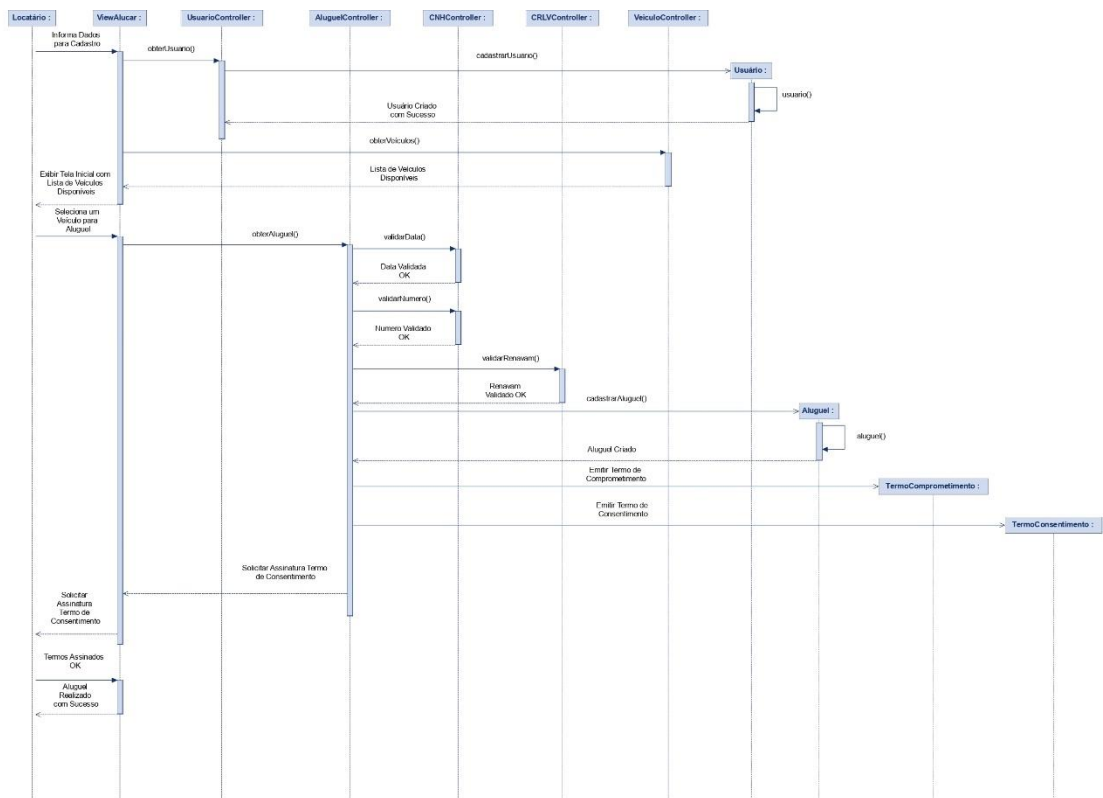 Locatário :
ViewAlucar :
UsuarioController :
AluguelController :
CNHController :
CRLVController :
VeiculoController :
Informa Dados
para Cadastro
obterUsuario()
cadastrarUsuario()
Usuário :
usuario()
Usuário Criado
com Sucesso
obterVeiculos()
Lista de Veiculos
Disponíveis
Exibir Tela Inicial com
Lista de Veículos
Disponíveis
Seleciona um
Veículo para
Aluguel
obterAluguel()
validarData()
Data Validada
OK
validarNumero()
Numero Validado
OK
validarRenavam()
Renavam
Validado OK
cadastrarAluguel()
Aluguel :
aluguel()
Aluguel Criado
Emitir Termo de
Comprometimento
TermoComprometimento :
Emitir Termo de
Consentimento
TermoConsentimento :
Solicitar Assinatura Termo
de Consentimento
Solicitar
Assinatura
Termo de
Consentimento
Termos Assinados
OK
Aluguel
Realizado
com Sucesso